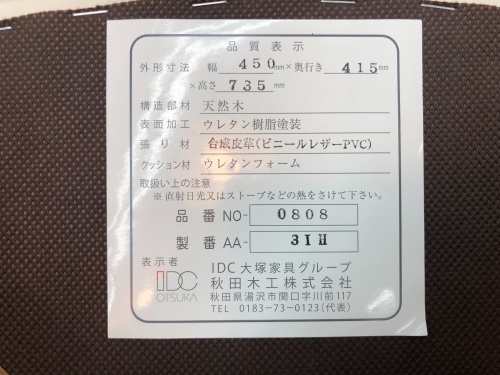 品質表示
外形寸法 幅 450mm×奥行き 415mm
×高さ 735mm
構造部材 天然木
表面加工 ウレタン樹脂塗装
張り材 合成皮革(ビニールレザーPVC)
クッション材 ウレタンフォーム
取扱い上の注意
※直射日光又はストーブなどの熱をさけて下さい。
品番NO- 0808
製番AA- 31H
表示者
IDC
OTSUKA
IDC大塚家具グループ
秋田木工株式会社
秋田県湯沢市関口字川前117
TEL 0183-73-0123(代表)